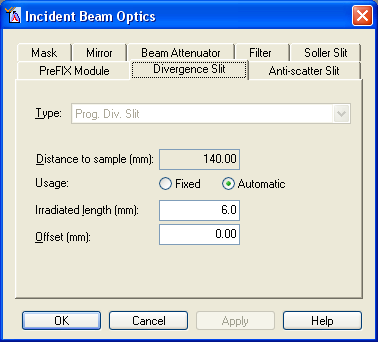 Incident Beam Optics
Mask Mirror Beam Attenuator Filter Soller Slit
PreFIX Module Divergence Slit Anti-scatter Slit
Type: Prog. Div. Slit
Distance to sample (mm): 140.00
Usage: Fixed Automatic
Irradiated length (mm): 6.0
Offset (mm): 0.00
OK Cancel Apply Help